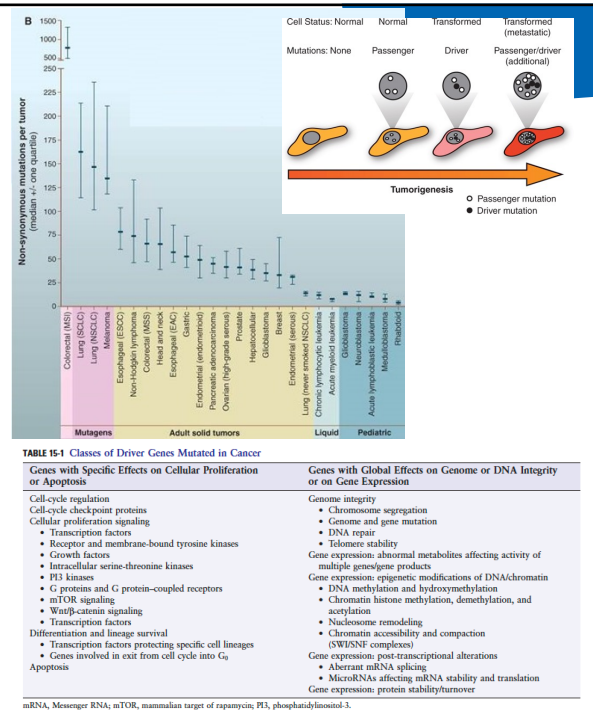 B
Non-synonymous mutations per tumor
(median +/- one quartile)
1500
1000
500
250
225
200
175
150
125
100
75
50
25
0
Colorectal (MSI)
Lung (SCLC)
Lung (NSCLC)
Melanoma
Esophageal (ESCC)
Non-Hodgkin lymphoma
Colorectal (MSS)
Head and neck
Esophageal (EAC)
Gastric
Endometrial (endometrioid)
Pancreatic adenocarcinoma
Ovarian (high-grade serous)
Prostate
Hepatocellular
Glioblastoma
Breast
Endometrial (serous)
Lung (never smoked NSCLC)
Chronic lymphocytic leukemia
Acute myeloid leukemia
Glioblastoma
Neuroblastoma
Acute lymphoblastic leukemia
Medulloblastoma
Rhabdoid
Mutagens
Adult solid tumors
Liquid
Pediatric
Cell Status: Normal Normal Transformed Transformed
(metastatic)
Mutations: None Passenger Driver Passenger/driver
(additional)
Tumorigenesis
Passenger mutation
Driver mutation
TABLE 15-1 Classes of Driver Genes Mutated in Cancer
Genes with Specific Effects on Cellular Proliferation
or Apoptosis
Cell-cycle regulation
Cell-cycle checkpoint proteins
Cellular proliferation signaling
• Transcription factors
• Receptor and membrane-bound tyrosine kinases
• Growth factors
• Intracellular serine-threonine kinases
• PI3 kinases
• G proteins and G protein–coupled receptors
• mTOR signaling
• Wnt/β-catenin signaling
• Transcription factors
Differentiation and lineage survival
• Transcription factors protecting specific cell lineages
• Genes involved in exit from cell cycle into G₀
Apoptosis
Genes with Global Effects on Genome or DNA Integrity
or on Gene Expression
Genome integrity
• Chromosome segregation
• Genome and gene mutation
• DNA repair
• Telomere stability
Gene expression: abnormal metabolites affecting activity of
multiple genes/gene products
Gene expression: epigenetic modifications of DNA/chromatin
• DNA methylation and hydroxymethylation
• Chromatin histone methylation, demethylation, and
acetylation
• Nucleosome remodeling
• Chromatin accessibility and compaction
(SWI/SNF complexes)
Gene expression: post-transcriptional alterations
• Aberrant mRNA splicing
• MicroRNAs affecting mRNA stability and translation
Gene expression: protein stability/turnover
mRNA, Messenger RNA; mTOR, mammalian target of rapamycin; PI3, phosphatidylinositol-3.